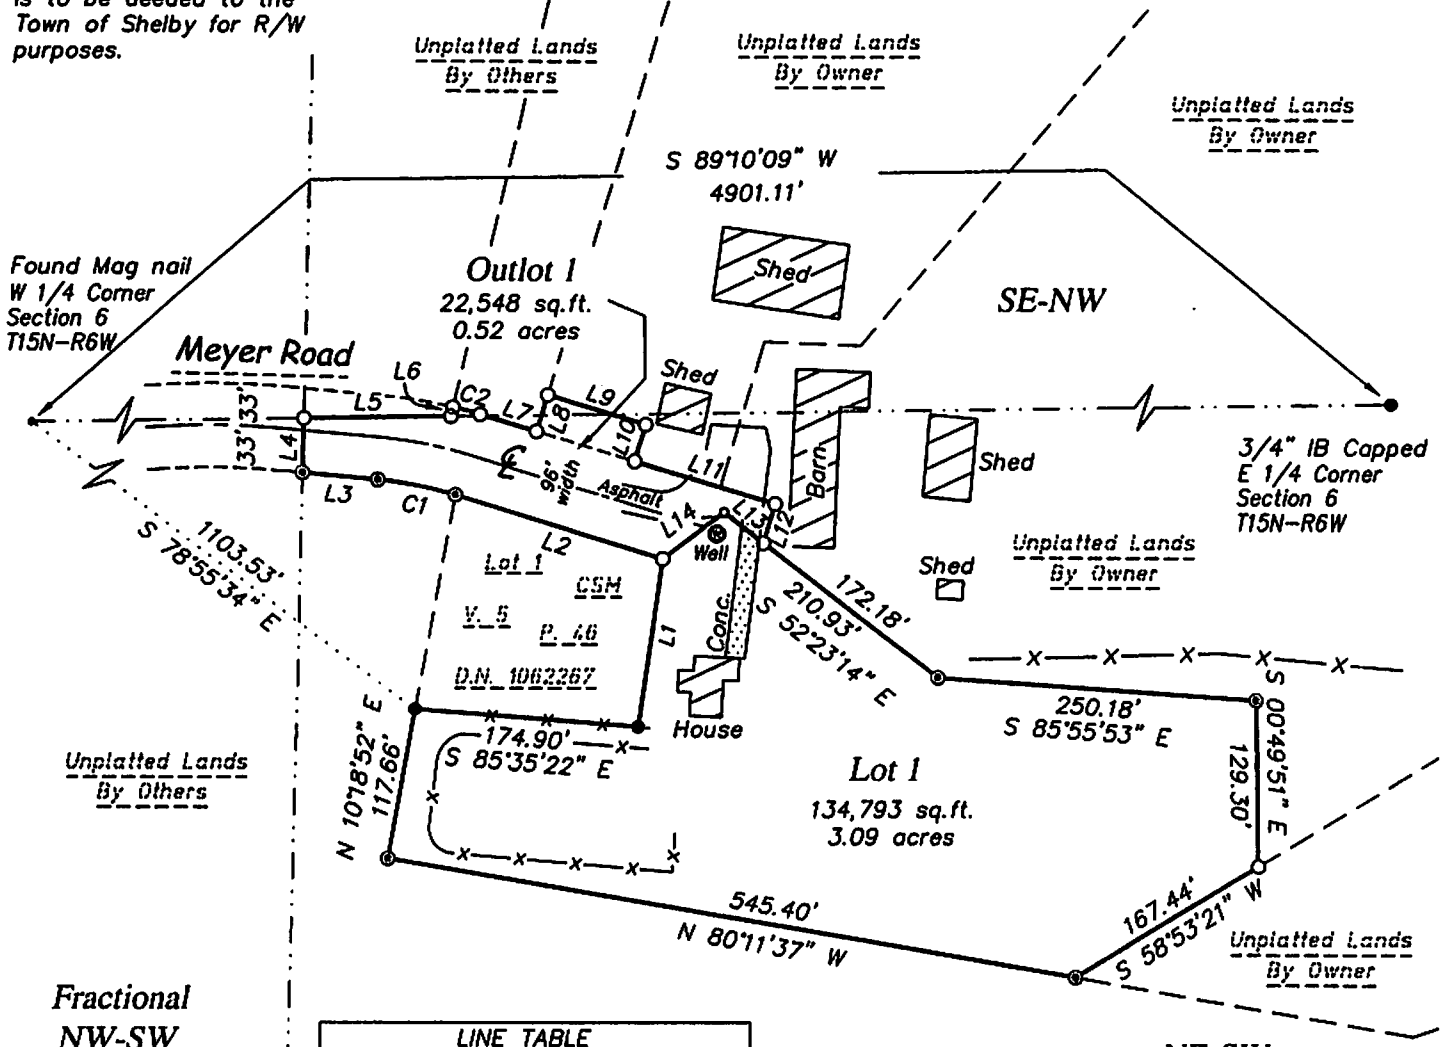 is to be deeded to the
Town of Shelby for R/W
purposes.
Unplatted Lands
By Others
Unplatted Lands
By Owner
Unplatted Lands
By Owner
S 89°10'09" W
4901.11'
Found Mag nail
W 1/4 Corner
Section 6
T15N-R6W
Outlot 1
22,548 sq.ft.
0.52 acres
Shed
SE-NW
Meyer Road
L6
C2
L5
L7
L8
L9
Shed
33'
33'
L4
L3
C1
L10
L11
96'
width
Asphalt
L14
L13
L12
Barn
Shed
3/4" IB Capped
E 1/4 Corner
Section 6
T15N-R6W
1103.53'
S 78°55'34" E
L2
Lot 1
CSM
V. 5
P. 46
D.N. 1062267
L1
Well
Conc.
172.18'
210.93'
S 52°23'14" E
Shed
Unplatted Lands
By Owner
House
174.90'
S 85°35'22" E
N 10°18'52" E
117.66'
250.18'
S 85°55'53" E
S 00°49'51" E
129.30'
Unplatted Lands
By Others
Lot 1
134,793 sq.ft.
3.09 acres
545.40'
N 80°11'37" W
167.44'
S 58°53'21" W
Unplatted Lands
By Owner
Fractional
NW-SW
LINE TABLE